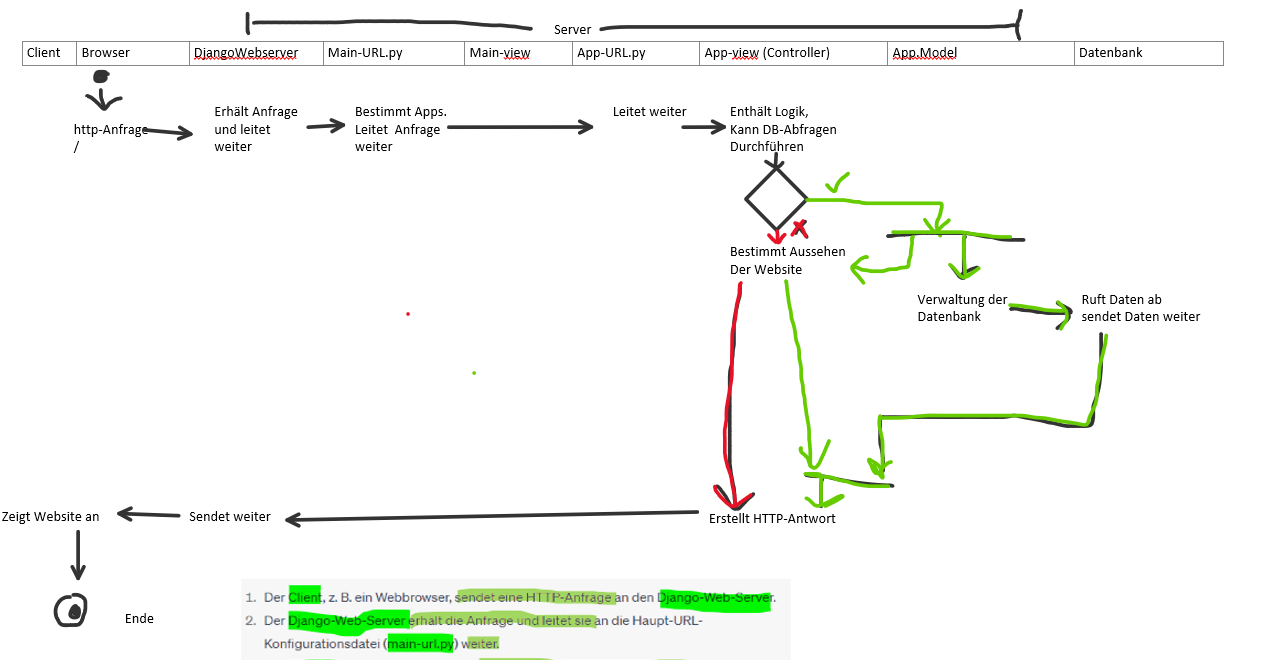 Server
Client Browser DjangoWebserver Main-URL.py Main-view App-URL.py App-view (Controller) App.Model Datenbank
http-Anfrage
/
Erhält Anfrage
und leitet
weiter
Bestimmt Apps.
Leitet Anfrage
weiter
Leitet weiter
Enthält Logik,
Kann DB-Abfragen
Durchführen
Bestimmt Aussehen
Der Website
Verwaltung der
Datenbank
Ruft Daten ab
sendet Daten weiter
Zeigt Website an
Sendet weiter
Erstellt HTTP-Antwort
Ende
1. Der Client, z. B. ein Webbrowser, sendet eine HTTP-Anfrage an den Django-Web-Server.
2. Der Django-Web-Server erhält die Anfrage und leitet sie an die Haupt-URL-
Konfigurationsdatei (main-url.py) weiter.